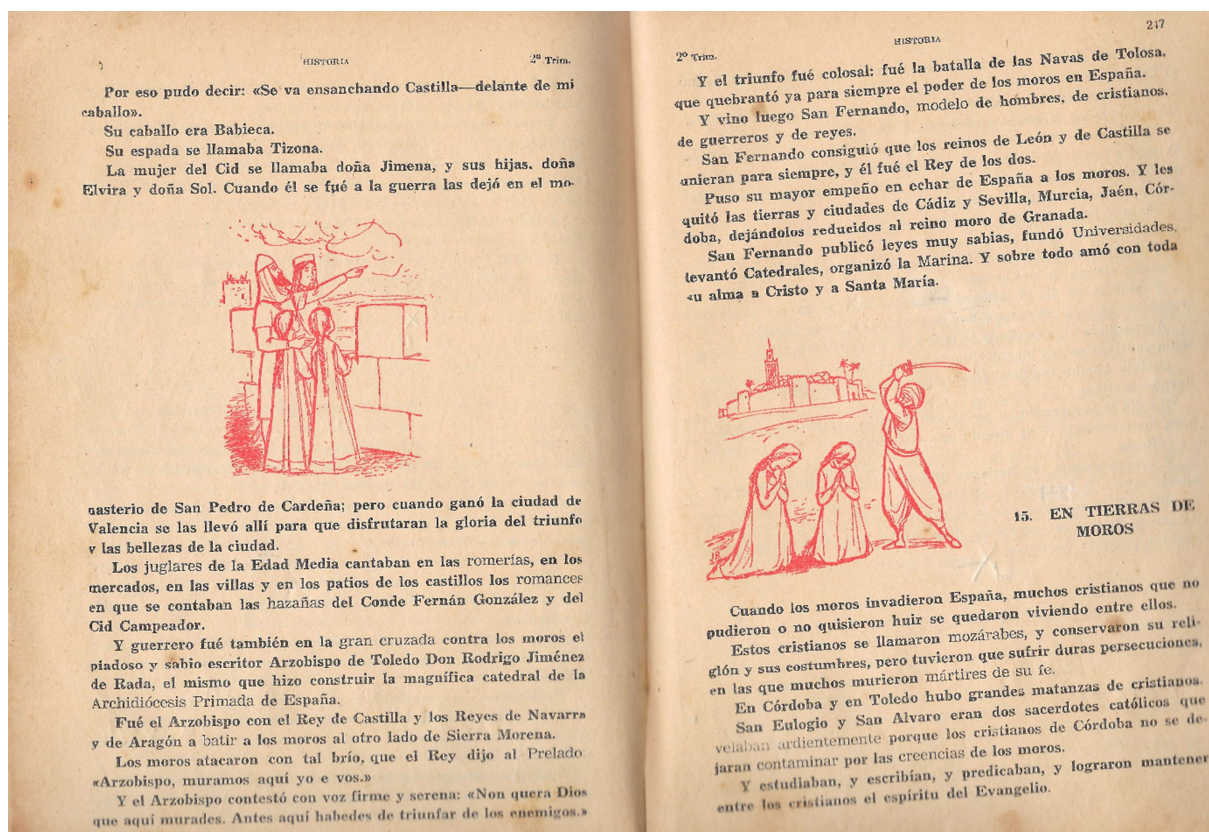 HISTORIA
2º Trim.
Por eso pudo decir: «Se va ensanchando Castilla—delante de mi
caballo».
Su caballo era Babieca.
Su espada se llamaba Tizona.
La mujer del Cid se llamaba doña Jimena, y sus hijas. doña
Elvira y doña Sol. Cuando él se fué a la guerra las dejó en el mo-
nasterio de San Pedro de Cardeña; pero cuando ganó la ciudad de
Valencia se las llevó allí para que disfrutaran la gloria del triunfo
y las bellezas de la ciudad.
Los juglares de la Edad Media cantaban en las romerías, en los
mercados, en las villas y en los patios de los castillos los romances
en que se contaban las hazañas del Conde Fernán González y del
Cid Campeador.
Y guerrero fué también en la gran cruzada contra los moros el
piadoso y sabio escritor Arzobispo de Toledo Don Rodrigo Jiménez
de Rada, el mismo que hizo construir la magnífica catedral de la
Archidiócesis Primada de España.
Fué el Arzobispo con el Rey de Castilla y los Reyes de Navarra
y de Aragón a batir a los moros al otro lado de Sierra Morena.
Los moros atacaron con tal brío, que el Rey dijo al Prelado
«Arzobispo, muramos aquí yo e vos.»
Y el Arzobispo contestó con voz firme y serena: «Non quera Dios
que aquí murades. Antes aquí habedes de triunfar de los enemigos.»
217
HISTORIA
2º Trim.
Y el triunfo fué colosal: fué la batalla de las Navas de Tolosa,
que quebrantó ya para siempre el poder de los moros en España.
Y vino luego San Fernando, modelo de hombres, de cristianos,
de guerreros y de reyes.
San Fernando consiguió que los reinos de León y de Castilla se
unieran para siempre, y él fué el Rey de los dos.
Puso su mayor empeño en echar de España a los moros. Y les
quitó las tierras y ciudades de Cádiz y Sevilla, Murcia, Jaén, Cór-
doba, dejándolos reducidos al reino moro de Granada.
San Fernando publicó leyes muy sabias, fundó Universidades,
levantó Catedrales, organizó la Marina. Y sobre todo amó con toda
su alma a Cristo y a Santa María.
15. EN TIERRAS DE
MOROS
Cuando los moros invadieron España, muchos cristianos que no
pudieron o no quisieron huir se quedaron viviendo entre ellos.
Estos cristianos se llamaron mozárabes, y conservaron su reli-
gión y sus costumbres, pero tuvieron que sufrir duras persecuciones,
en las que muchos murieron mártires de su fe.
En Córdoba y en Toledo hubo grandes matanzas de cristianos.
San Eulogio y San Alvaro eran dos sacerdotes católicos que
velaban ardientemente porque los cristianos de Córdoba no se de-
jaran contaminar por las creencias de los moros.
Y estudiaban, y escribían, y predicaban, y lograron mantener
entre los cristianos el espíritu del Evangelio.